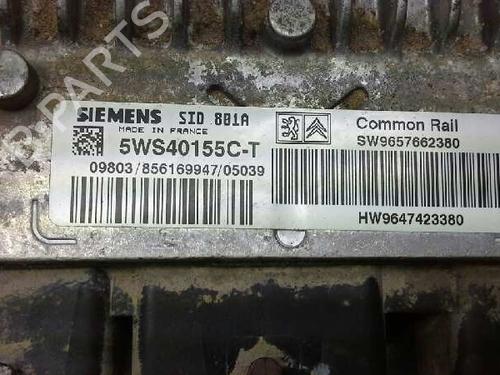 B-PARTS
SIEMENS SID 801A
MADE IN FRANCE
5WS40155C-T
09803/856169947/05039
Common Rail
SW9657662380
HW9647423380